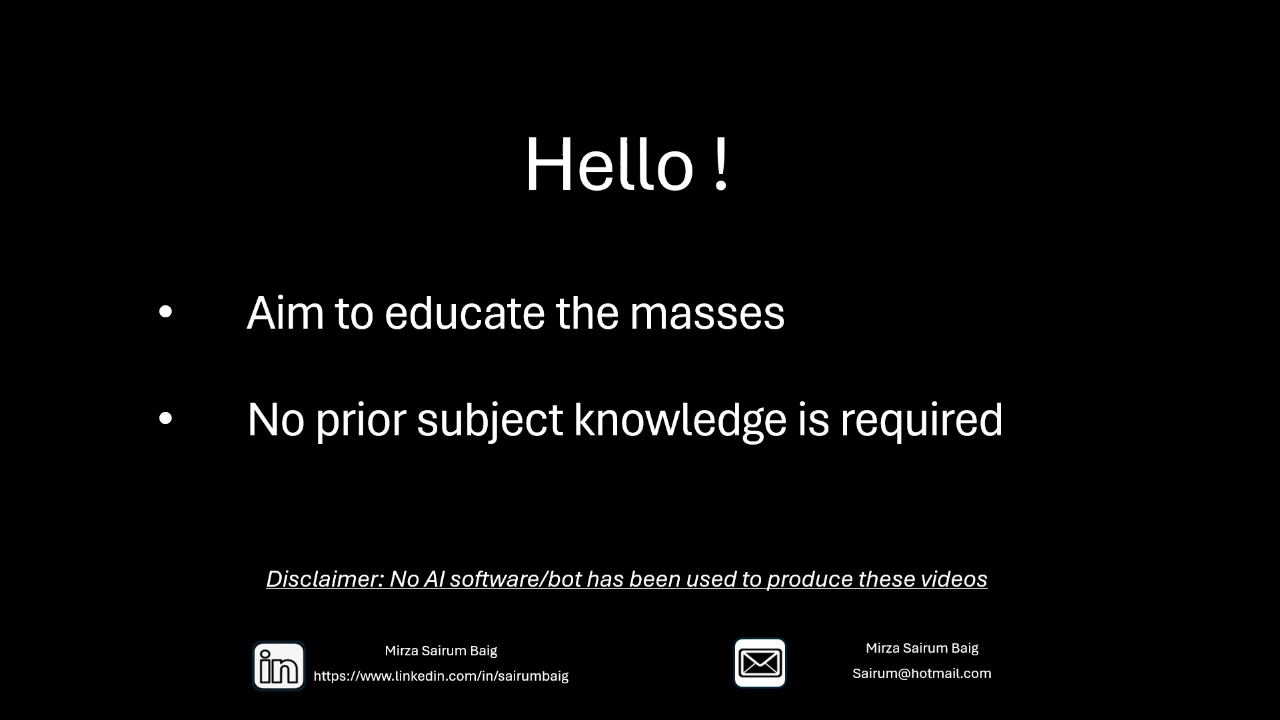 Hello !
• Aim to educate the masses
• No prior subject knowledge is required
Disclaimer: No AI software/bot has been used to produce these videos
in
Mirza Sairum Baig
https://www.linkedin.com/in/sairumbaig
Mirza Sairum Baig
Sairum@hotmail.com